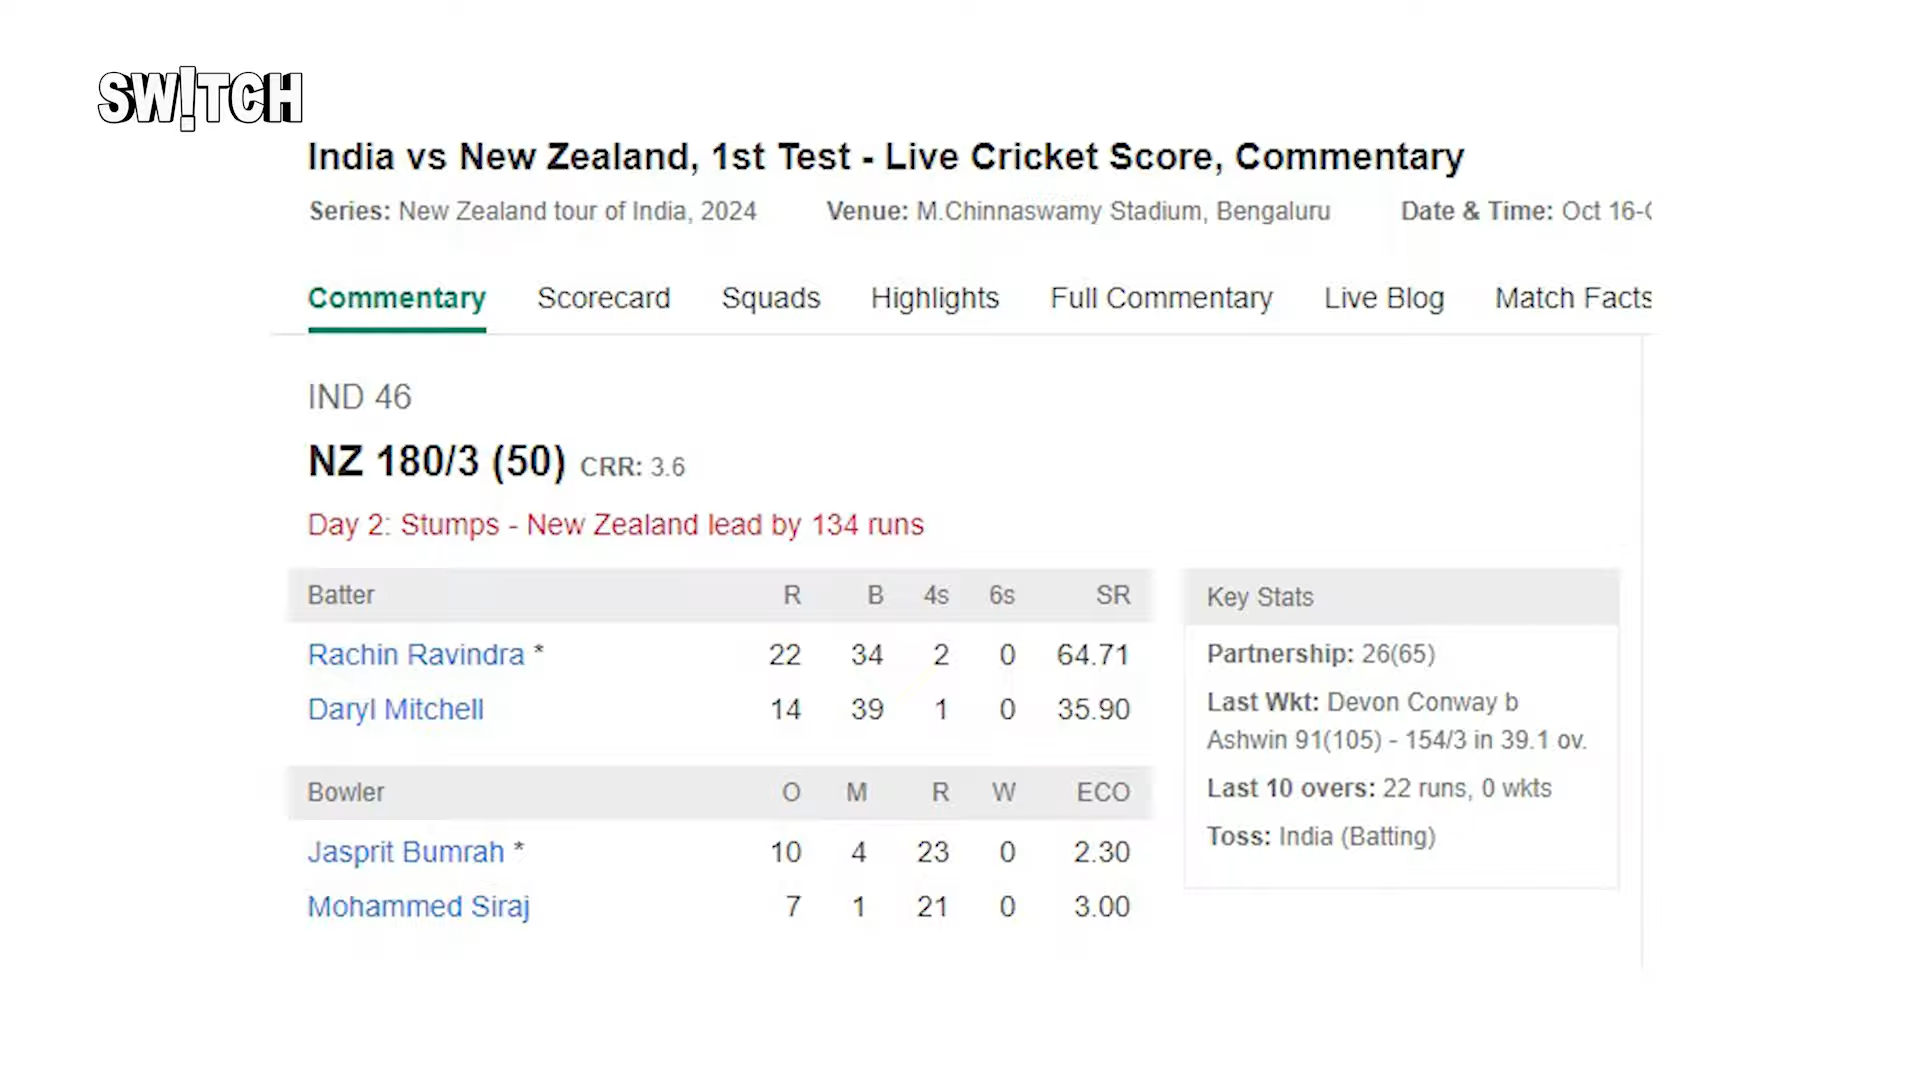 SW!TCH
India vs New Zealand, 1st Test - Live Cricket Score, Commentary
Series: New Zealand tour of India, 2024 Venue: M.Chinnaswamy Stadium, Bengaluru Date & Time: Oct 16-
Commentary Scorecard Squads Highlights Full Commentary Live Blog Match Facts
IND 46
NZ 180/3 (50) CRR: 3.6
Day 2: Stumps - New Zealand lead by 134 runs
Batter R B 4s 6s SR
Rachin Ravindra * 22 34 2 0 64.71
Daryl Mitchell 14 39 1 0 35.90
Bowler O M R W ECO
Jasprit Bumrah * 10 4 23 0 2.30
Mohammed Siraj 7 1 21 0 3.00
Key Stats
Partnership: 26(65)
Last Wkt: Devon Conway b
Ashwin 91(105) - 154/3 in 39.1 ov.
Last 10 overs: 22 runs, 0 wkts
Toss: India (Batting)